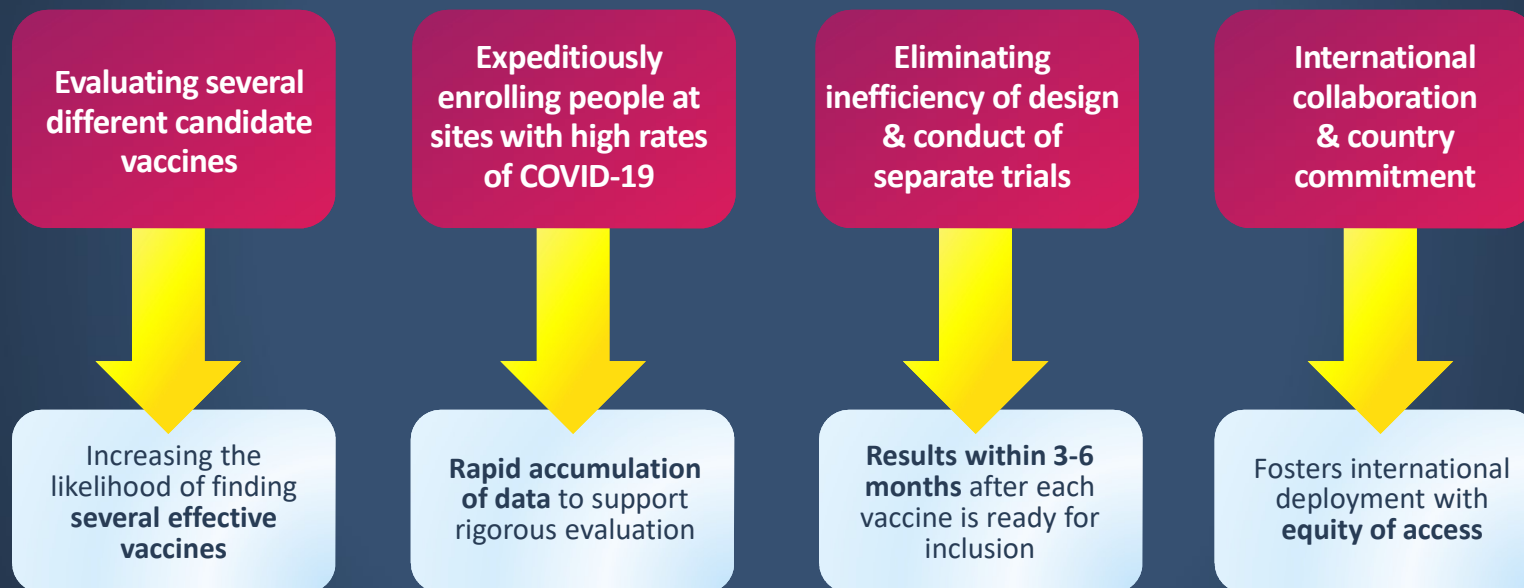 Evaluating several
different candidate
vaccines
Expeditiously
enrolling people at
sites with high rates
of COVID-19
Eliminating
inefficiency of design
& conduct of
separate trials
International
collaboration
& country
commitment
Increasing the
likelihood of finding
several effective
vaccines
Rapid accumulation
of data to support
rigorous evaluation
Results within 3-6
months after each
vaccine is ready for
inclusion
Fosters international
deployment with
equity of access